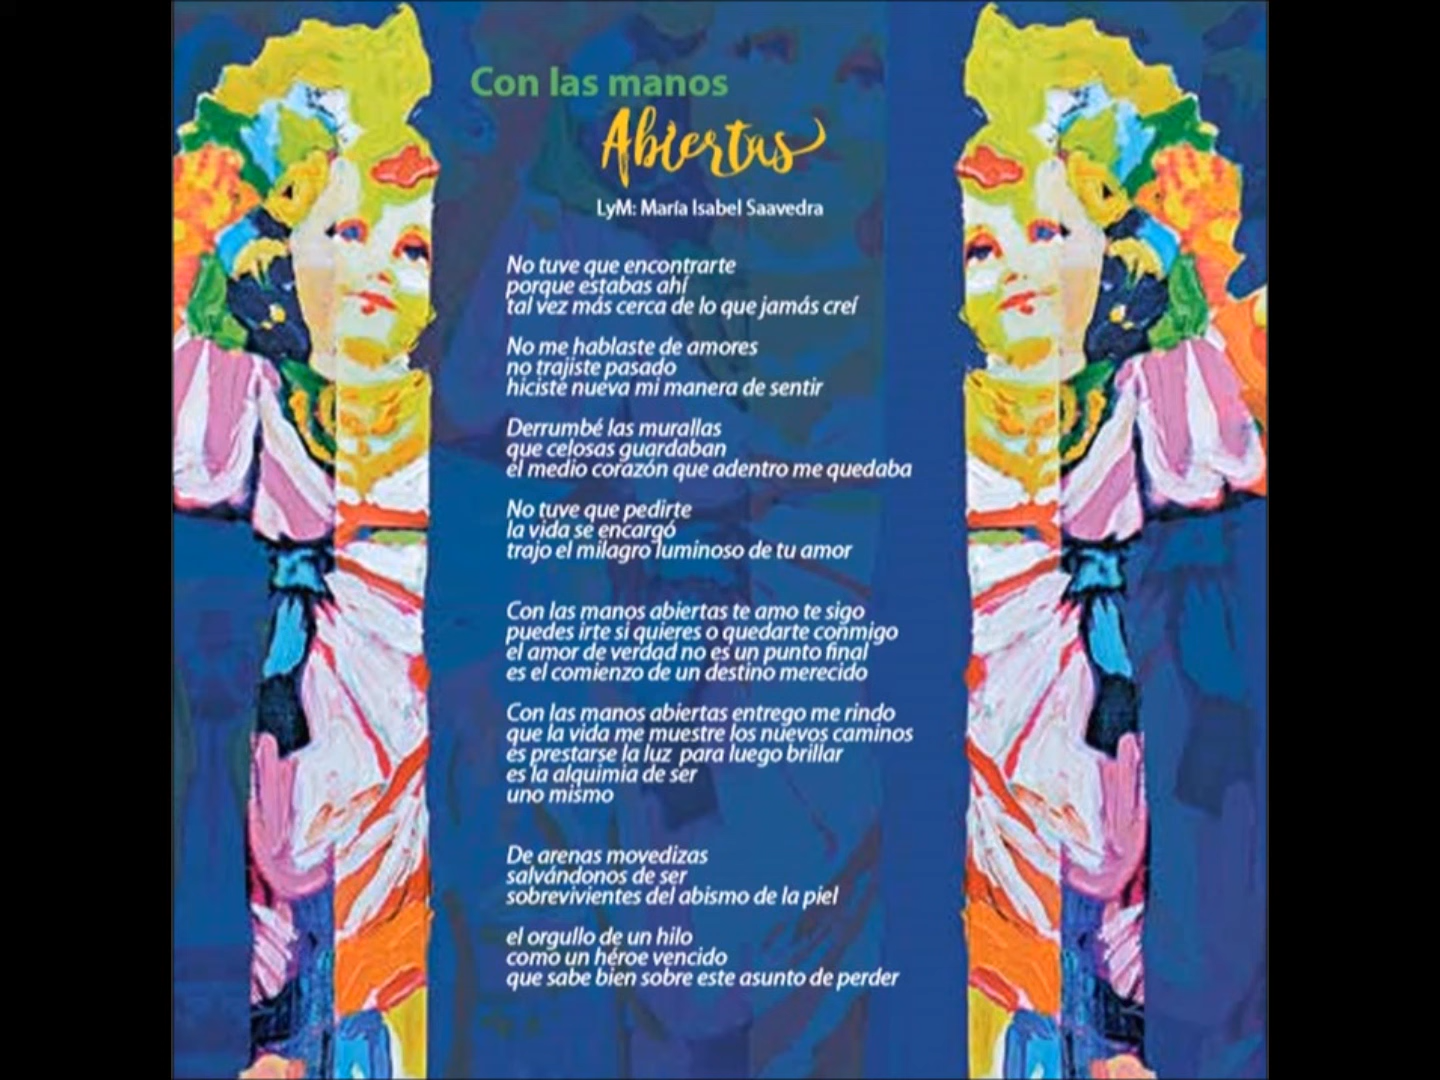 Con las manos
Abiertas
LyM: María Isabel Saavedra
No tuve que encontrarte
porque estabas ahí
tal vez más cerca de lo que jamás creí
No me hablaste de amores
no trajiste pasado
hiciste nueva mi manera de sentir
Derrumbé las murallas
que celosas guardaban
el medio corazón que adentro me quedaba
No tuve que pedirte
la vida se encargó
trajo el milagro luminoso de tu amor
Con las manos abiertas te amo te sigo
puedes irte si quieres o quedarte conmigo
el amor de verdad no es un punto final
es el comienzo de un destino merecido
Con las manos abiertas entrego me rindo
que la vida me muestre los nuevos caminos
es prestarse la luz para luego brillar
es la alquimia de ser
uno mismo
De arenas movedizas
salvándonos de ser
sobrevivientes del abismo de la piel
el orgullo de un hilo
como un héroe vencido
que sabe bien sobre este asunto de perder